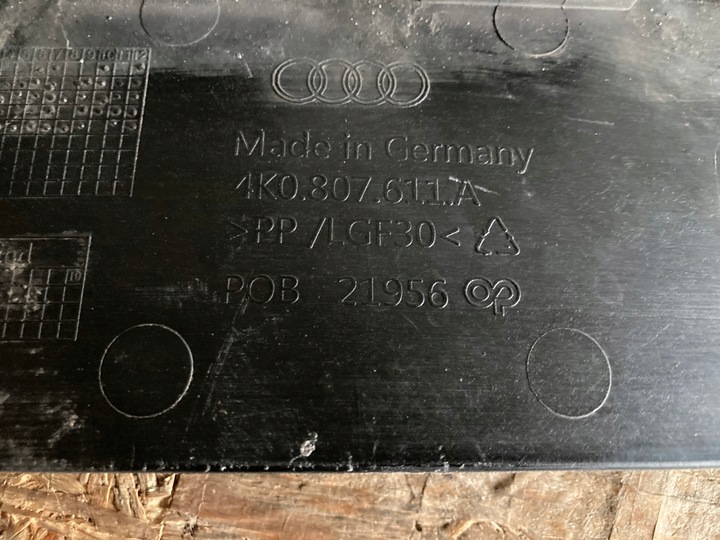 Made in Germany
4K0.807.611.A
>PP /LGF30<
POB 21956